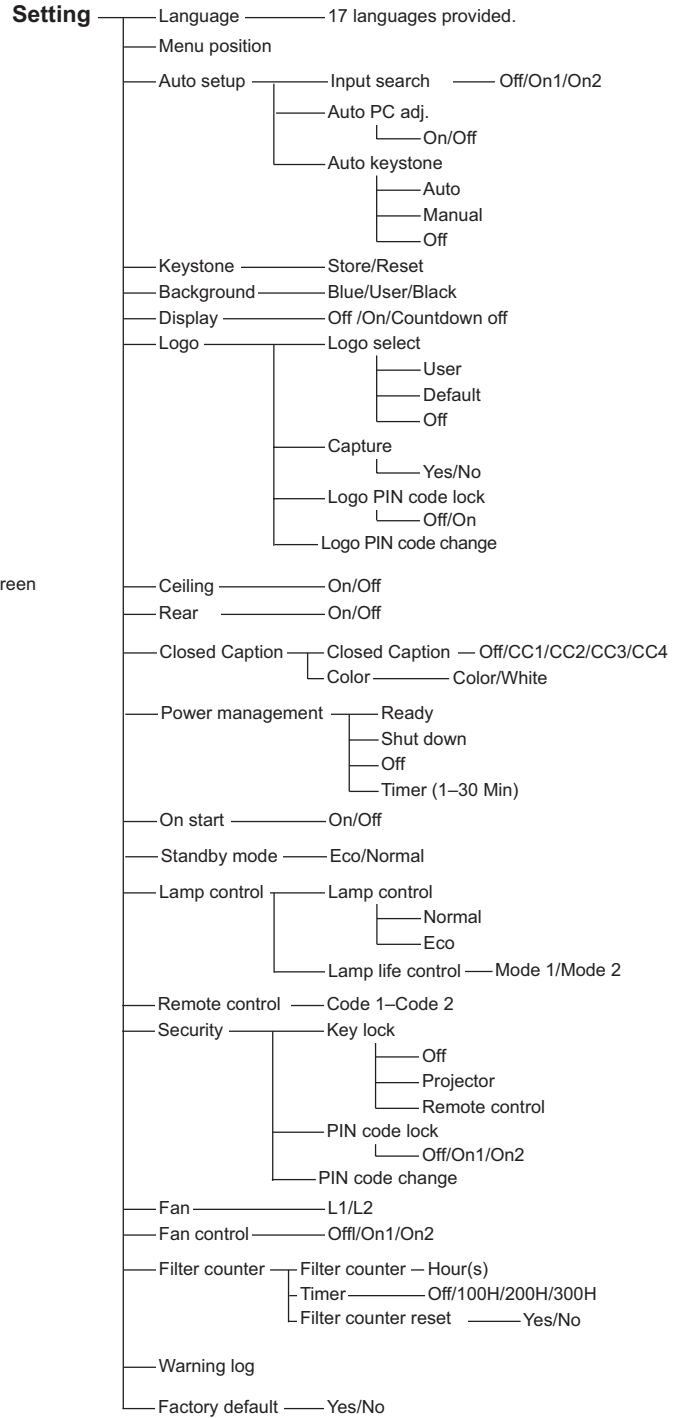 Setting Language 17 languages provided.
Menu position
Auto setup Input search Off/On1/On2
Auto PC adj.
On/Off
Auto keystone
Auto
Manual
Off
Keystone Store/Reset
Background Blue/User/Black
Display Off /On/Countdown off
Logo Logo select
User
Default
Off
Capture
Yes/No
Logo PIN code lock
Off/On
Logo PIN code change
reen Ceiling On/Off
Rear On/Off
Closed Caption Closed Caption Off/CC1/CC2/CC3/CC4
Color Color/White
Power management Ready
Shut down
Off
Timer (1–30 Min)
On start On/Off
Standby mode Eco/Normal
Lamp control Lamp control
Normal
Eco
Lamp life control Mode 1/Mode 2
Remote control Code 1–Code 2
Security Key lock
Off
Projector
Remote control
PIN code lock
Off/On1/On2
PIN code change
Fan L1/L2
Fan control Offl/On1/On2
Filter counter Filter counter Hour(s)
Timer Off/100H/200H/300H
Filter counter reset Yes/No
Warning log
Factory default Yes/No